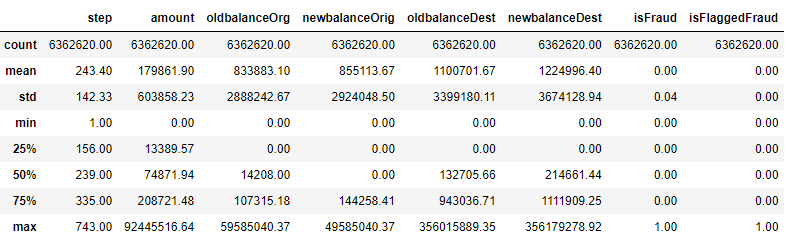 step amount oldbalanceOrg newbalanceOrig oldbalanceDest newbalanceDest isFraud isFlaggedFraud
count 6362620.00 6362620.00 6362620.00 6362620.00 6362620.00 6362620.00 6362620.00 6362620.00
mean 243.40 179861.90 833883.10 855113.67 1100701.67 1224996.40 0.00 0.00
std 142.33 603858.23 2888242.67 2924048.50 3399180.11 3674128.94 0.04 0.00
min 1.00 0.00 0.00 0.00 0.00 0.00 0.00 0.00
25% 156.00 13389.57 0.00 0.00 0.00 0.00 0.00 0.00
50% 239.00 74871.94 14208.00 0.00 132705.66 214661.44 0.00 0.00
75% 335.00 208721.48 107315.18 144258.41 943036.71 1111909.25 0.00 0.00
max 743.00 92445516.64 59585040.37 49585040.37 356015889.35 356179278.92 1.00 1.00